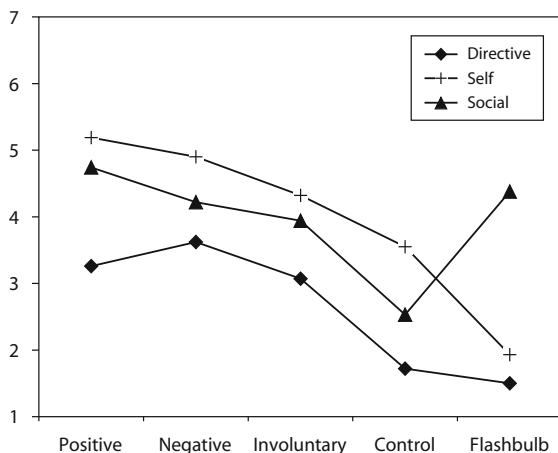 7
Directive
Self
Social
6
5
4
3
2
1
Positive Negative Involuntary Control Flashbulb